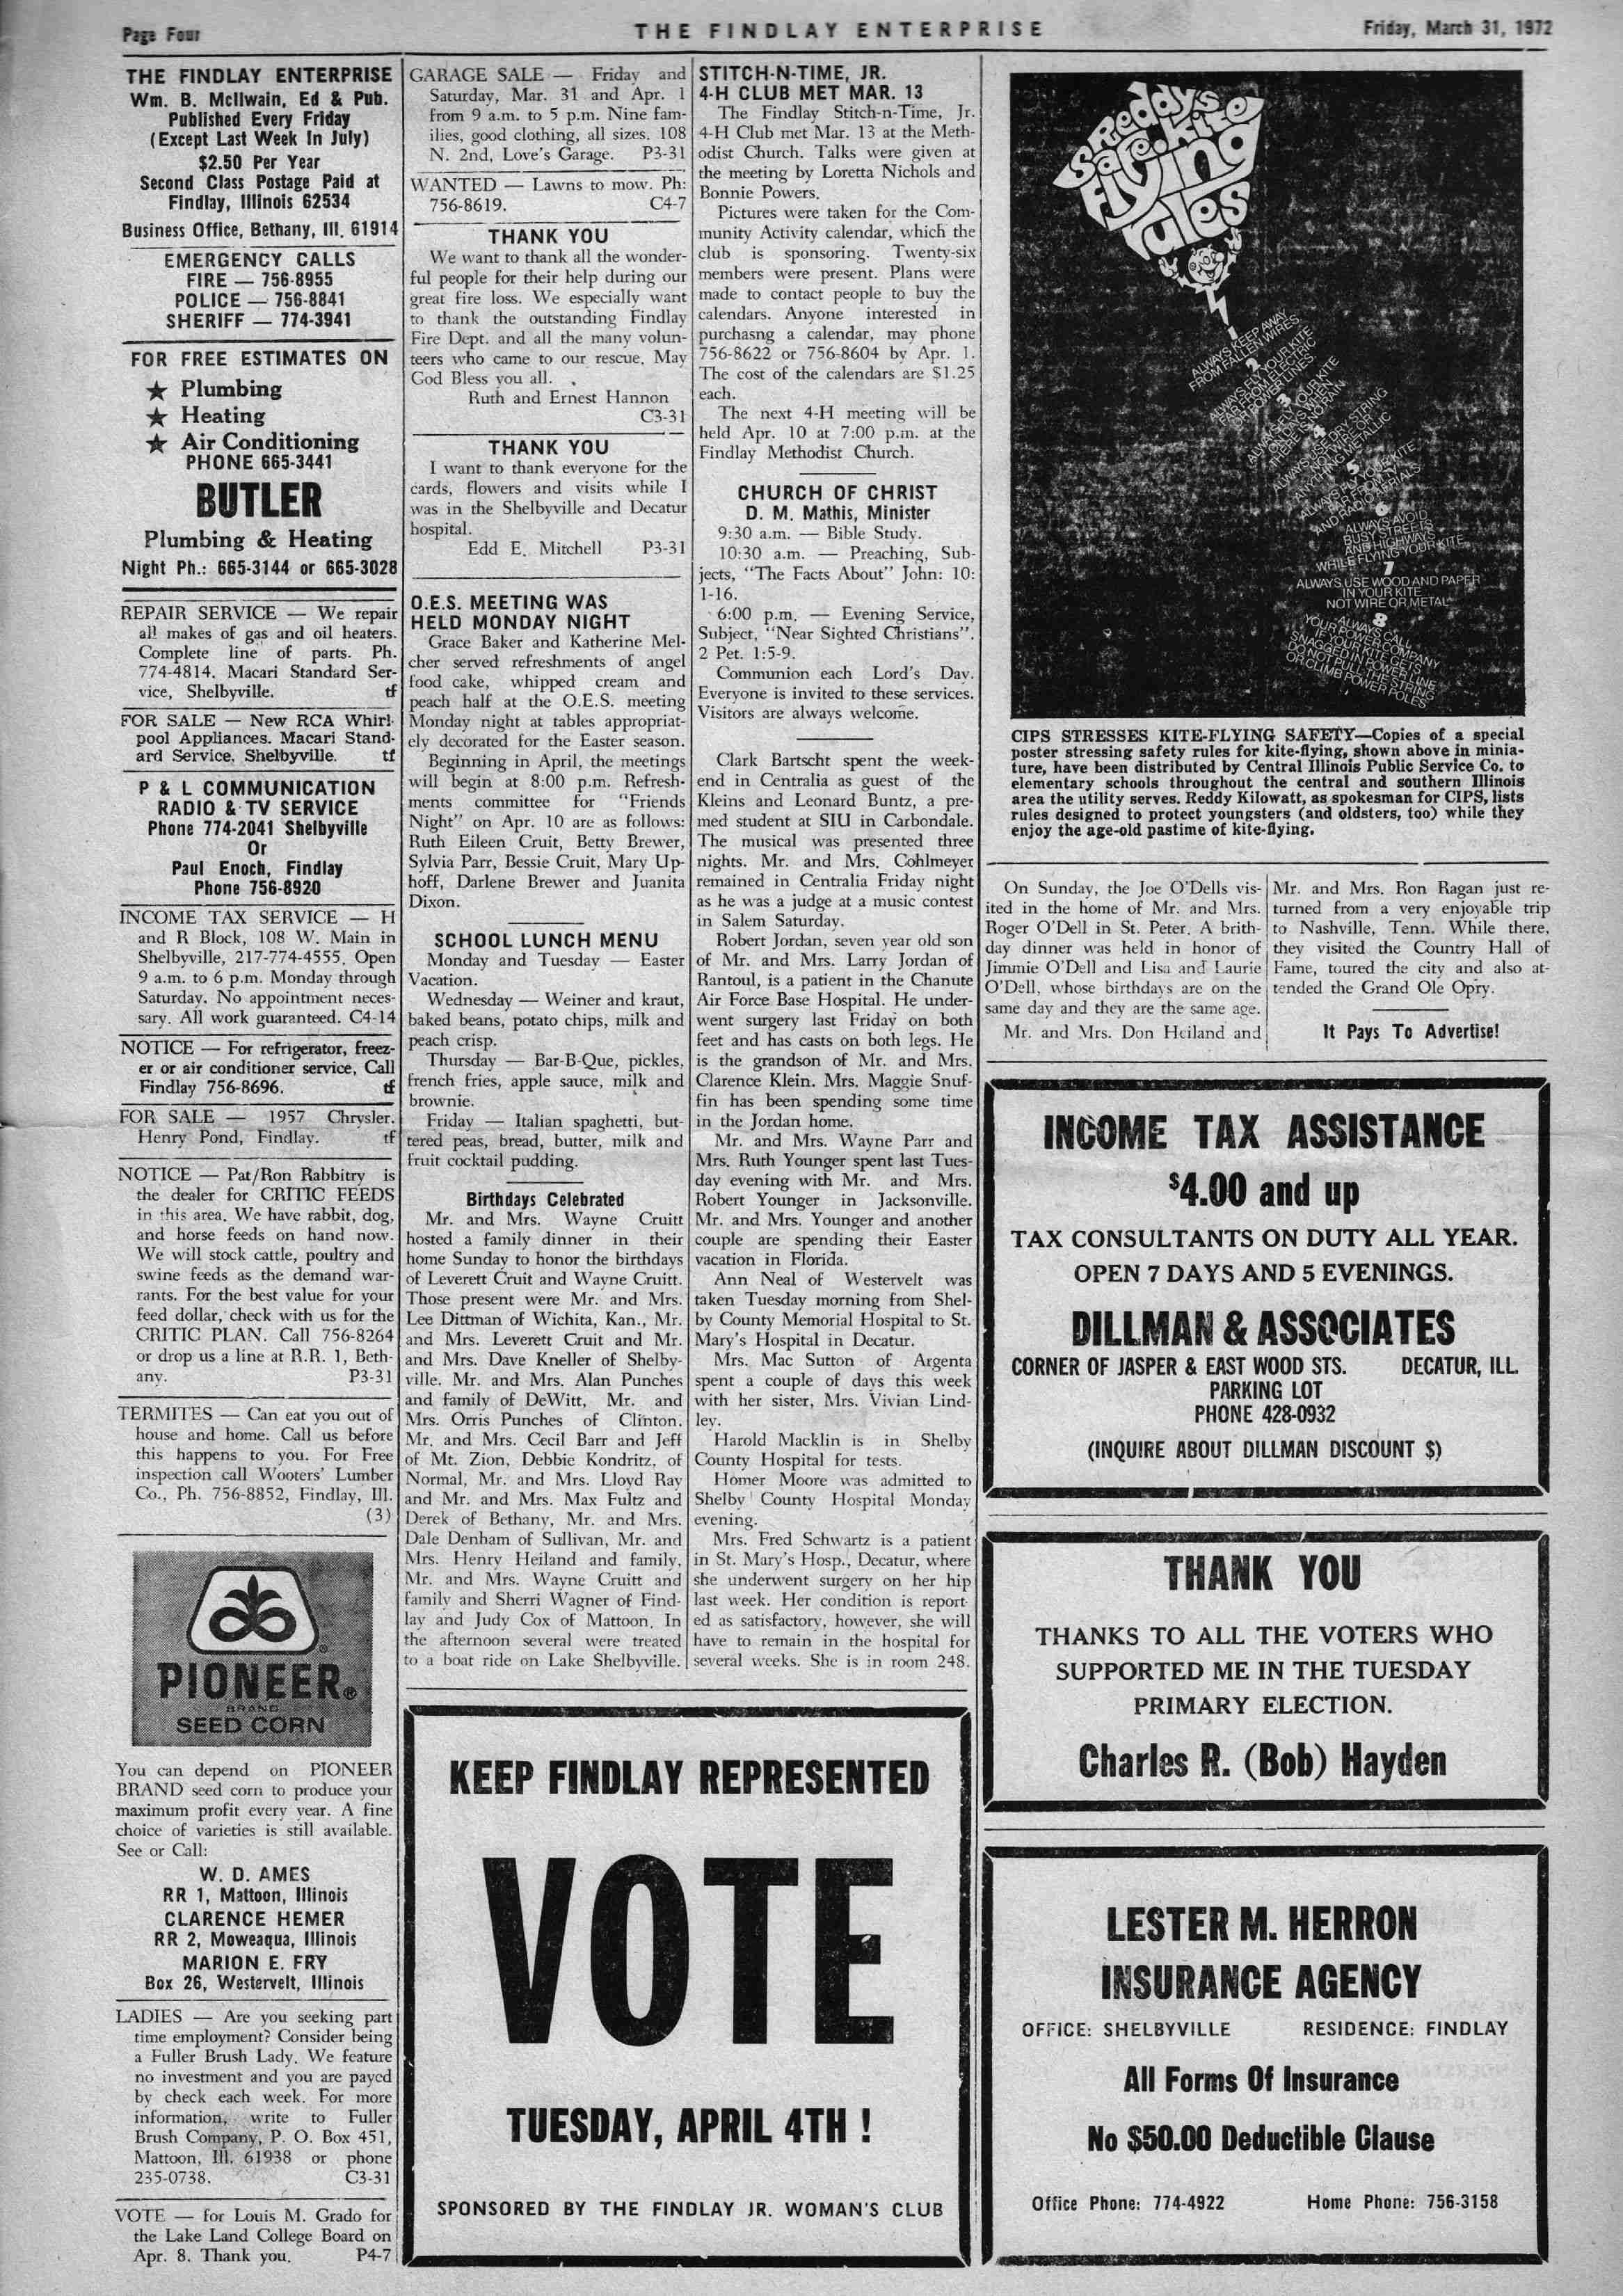 Page Four
THE FINDLAY ENTERPRISE
Friday, March 31, 1972
THE FINDLAY ENTERPRISE
Wm. B. McIlwain, Ed & Pub.
Published Every Friday
(Except Last Week In July)
$2.50 Per Year
Second Class Postage Paid at
Findlay, Illinois 62534
Business Office, Bethany, Ill. 61914
EMERGENCY CALLS
FIRE — 756-8955
POLICE — 756-8841
SHERIFF — 774-3941
FOR FREE ESTIMATES ON
★ Plumbing
★ Heating
★ Air Conditioning
PHONE 665-3441
BUTLER
Plumbing & Heating
Night Ph.: 665-3144 or 665-3028
REPAIR SERVICE — We repair
all makes of gas and oil heaters.
Complete line of parts. Ph.
774-4814. Macari Standard Ser-
vice, Shelbyville. tf
FOR SALE — New RCA Whirl-
pool Appliances. Macari Stand-
ard Service, Shelbyville. tf
P & L COMMUNICATION
RADIO & TV SERVICE
Phone 774-2041 Shelbyville
Or
Paul Enoch, Findlay
Phone 756-8920
INCOME TAX SERVICE — H
and R Block, 108 W. Main in
Shelbyville, 217-774-4555. Open
9 a.m. to 6 p.m. Monday through
Saturday. No appointment neces-
sary. All work guaranteed. C4-14
NOTICE — For refrigerator, freez-
er or air conditioner service, Call
Findlay 756-8696. tf
FOR SALE — 1957 Chrysler.
Henry Pond, Findlay. tf
NOTICE — Pat/Ron Rabbitry is
the dealer for CRITIC FEEDS
in this area. We have rabbit, dog,
and horse feeds on hand now.
We will stock cattle, poultry and
swine feeds as the demand war-
rants. For the best value for your
feed dollar, check with us for the
CRITIC PLAN. Call 756-8264
or drop us a line at R.R. 1, Beth-
any. P3-31
TERMITES — Can eat you out of
house and home. Call us before
this happens to you. For Free
inspection call Wooters' Lumber
Co., Ph. 756-8852, Findlay, Ill.
(3)
PIONEER®
BRAND
SEED CORN
You can depend on PIONEER
BRAND seed corn to produce your
maximum profit every year. A fine
choice of varieties is still available.
See or Call:
W. D. AMES
RR 1, Mattoon, Illinois
CLARENCE HEMER
RR 2, Moweaqua, Illinois
MARION E. FRY
Box 26, Westervelt, Illinois
LADIES — Are you seeking part
time employment? Consider being
a Fuller Brush Lady. We feature
no investment and you are payed
by check each week. For more
information, write to Fuller
Brush Company, P. O. Box 451,
Mattoon, Ill. 61938 or phone
235-0738. C3-31
VOTE — for Louis M. Grado for
the Lake Land College Board on
Apr. 8. Thank you. P4-7
GARAGE SALE — Friday and
Saturday, Mar. 31 and Apr. 1
from 9 a.m. to 5 p.m. Nine fam-
ilies, good clothing, all sizes. 108
N. 2nd, Love's Garage. P3-31
WANTED — Lawns to mow. Ph:
756-8619. C4-7
THANK YOU
We want to thank all the wonder-
ful people for their help during our
great fire loss. We especially want
to thank the outstanding Findlay
Fire Dept. and all the many volun-
teers who came to our rescue. May
God Bless you all.
Ruth and Ernest Hannon
C3-31
THANK YOU
I want to thank everyone for the
cards, flowers and visits while I
was in the Shelbyville and Decatur
hospital.
Edd E. Mitchell P3-31
O.E.S. MEETING WAS
HELD MONDAY NIGHT
Grace Baker and Katherine Mel-
cher served refreshments of angel
food cake, whipped cream and
peach half at the O.E.S. meeting
Monday night at tables appropriat-
ely decorated for the Easter season.
Beginning in April, the meetings
will begin at 8:00 p.m. Refresh-
ments committee for "Friends
Night" on Apr. 10 are as follows:
Ruth Eileen Cruit, Betty Brewer,
Sylvia Parr, Bessie Cruit, Mary Up-
hoff, Darlene Brewer and Juanita
Dixon.
SCHOOL LUNCH MENU
Monday and Tuesday — Easter
Vacation.
Wednesday — Weiner and kraut,
baked beans, potato chips, milk and
peach crisp.
Thursday — Bar-B-Que, pickles,
french fries, apple sauce, milk and
brownie.
Friday — Italian spaghetti, but-
tered peas, bread, butter, milk and
fruit cocktail pudding.
Birthdays Celebrated
Mr. and Mrs. Wayne Cruitt
hosted a family dinner in their
home Sunday to honor the birthdays
of Leverett Cruit and Wayne Cruitt.
Those present were Mr. and Mrs.
Lee Dittman of Wichita, Kan., Mr.
and Mrs. Leverett Cruit and Mr.
and Mrs. Dave Kneller of Shelby-
ville, Mr. and Mrs. Alan Punches
and family of DeWitt, Mr. and
Mrs. Orris Punches of Clinton,
Mr. and Mrs. Cecil Barr and Jeff
of Mt. Zion, Debbie Kondritz, of
Normal, Mr. and Mrs. Lloyd Ray
and Mr. and Mrs. Max Fultz and
Derek of Bethany, Mr. and Mrs.
Dale Denham of Sullivan, Mr. and
Mrs. Henry Heiland and family,
Mr. and Mrs. Wayne Cruitt and
family and Sherri Wagner of Find-
lay and Judy Cox of Mattoon. In
the afternoon several were treated
to a boat ride on Lake Shelbyville.
STITCH-N-TIME, JR.
4-H CLUB MET MAR. 13
The Findlay Stitch-n-Time, Jr.
4-H Club met Mar. 13 at the Meth-
odist Church. Talks were given at
the meeting by Loretta Nichols and
Bonnie Powers.
Pictures were taken for the Com-
munity Activity calendar, which the
club is sponsoring. Twenty-six
members were present. Plans were
made to contact people to buy the
calendars. Anyone interested in
purchasng a calendar, may phone
756-8622 or 756-8604 by Apr. 1.
The cost of the calendars are $1.25
each.
The next 4-H meeting will be
held Apr. 10 at 7:00 p.m. at the
Findlay Methodist Church.
CHURCH OF CHRIST
D. M. Mathis, Minister
9:30 a.m. — Bible Study.
10:30 a.m. — Preaching, Sub-
jects, "The Facts About" John: 10:
1-16.
6:00 p.m. — Evening Service,
Subject, "Near Sighted Christians".
2 Pet. 1:5-9.
Communion each Lord's Day.
Everyone is invited to these services.
Visitors are always welcome.
Clark Bartscht spent the week-
end in Centralia as guest of the
Kleins and Leonard Buntz, a pre-
med student at SIU in Carbondale.
The musical was presented three
nights. Mr. and Mrs. Cohlmeyer
remained in Centralia Friday night
as he was a judge at a music contest
in Salem Saturday.
Robert Jordan, seven year old son
of Mr. and Mrs. Larry Jordan of
Rantoul, is a patient in the Chanute
Air Force Base Hospital. He under-
went surgery last Friday on both
feet and has casts on both legs. He
is the grandson of Mr. and Mrs.
Clarence Klein. Mrs. Maggie Snuf-
fin has been spending some time
in the Jordan home.
Mr. and Mrs. Wayne Parr and
Mrs. Ruth Younger spent last Tues-
day evening with Mr. and Mrs.
Robert Younger in Jacksonville.
Mr. and Mrs. Younger and another
couple are spending their Easter
vacation in Florida.
Ann Neal of Westervelt was
taken Tuesday morning from Shel-
by County Memorial Hospital to St.
Mary's Hospital in Decatur.
Mrs. Mac Sutton of Argenta
spent a couple of days this week
with her sister, Mrs. Vivian Lind-
ley.
Harold Macklin is in Shelby
County Hospital for tests.
Homer Moore was admitted to
Shelby County Hospital Monday
evening.
Mrs. Fred Schwartz is a patient
in St. Mary's Hosp., Decatur, where
she underwent surgery on her hip
last week. Her condition is report-
ed as satisfactory, however, she will
have to remain in the hospital for
several weeks. She is in room 248.
KEEP FINDLAY REPRESENTED
VOTE
TUESDAY, APRIL 4TH !
SPONSORED BY THE FINDLAY JR. WOMAN'S CLUB
Reddy's
Safe Kite
Flying
rules
1
ALWAYS KEEP AWAY
FROM FALLEN WIRES
2
ALWAYS FLY YOUR KITE
FAR FROM ELECTRIC
POWER LINES
3
ALWAYS FLY YOUR KITE
ONLY WHEN
THERE IS NO RAIN
4
ALWAYS USE DRY STRING
ANYTHING METALLIC
5
ALWAYS FLY YOUR KITE
FAR FROM TV
AND RADIO AERIALS
6
ALWAYS AVOID
BUSY STREETS
AND HIGHWAYS
WHILE FLYING YOUR KITE
7
ALWAYS USE WOOD AND PAPER
IN YOUR KITE
NOT WIRE OR METAL
8
ALWAYS CALL
YOUR POWER COMPANY
IF YOUR KITE GETS
SNAGGED IN POWER LINE
DO NOT PULL THE STRING
OR CLIMB POWER POLES
CIPS STRESSES KITE-FLYING SAFETY—Copies of a special
poster stressing safety rules for kite-flying, shown above in minia-
ture, have been distributed by Central Illinois Public Service Co. to
elementary schools throughout the central and southern Illinois
area the utility serves. Reddy Kilowatt, as spokesman for CIPS, lists
rules designed to protect youngsters (and oldsters, too) while they
enjoy the age-old pastime of kite-flying.
On Sunday, the Joe O'Dells vis-
ited in the home of Mr. and Mrs.
Roger O'Dell in St. Peter. A brith-
day dinner was held in honor of
Jimmie O'Dell and Lisa and Laurie
O'Dell, whose birthdays are on the
same day and they are the same age.
Mr. and Mrs. Don Heiland and
Mr. and Mrs. Ron Ragan just re-
turned from a very enjoyable trip
to Nashville, Tenn. While there,
they visited the Country Hall of
Fame, toured the city and also at-
tended the Grand Ole Opry.
It Pays To Advertise!
INCOME TAX ASSISTANCE
$4.00 and up
TAX CONSULTANTS ON DUTY ALL YEAR.
OPEN 7 DAYS AND 5 EVENINGS.
DILLMAN & ASSOCIATES
CORNER OF JASPER & EAST WOOD STS. DECATUR, ILL.
PARKING LOT
PHONE 428-0932
(INQUIRE ABOUT DILLMAN DISCOUNT $)
THANK YOU
THANKS TO ALL THE VOTERS WHO
SUPPORTED ME IN THE TUESDAY
PRIMARY ELECTION.
Charles R. (Bob) Hayden
LESTER M. HERRON
INSURANCE AGENCY
OFFICE: SHELBYVILLE RESIDENCE: FINDLAY
All Forms Of Insurance
No $50.00 Deductible Clause
Office Phone: 774-4922 Home Phone: 756-3158